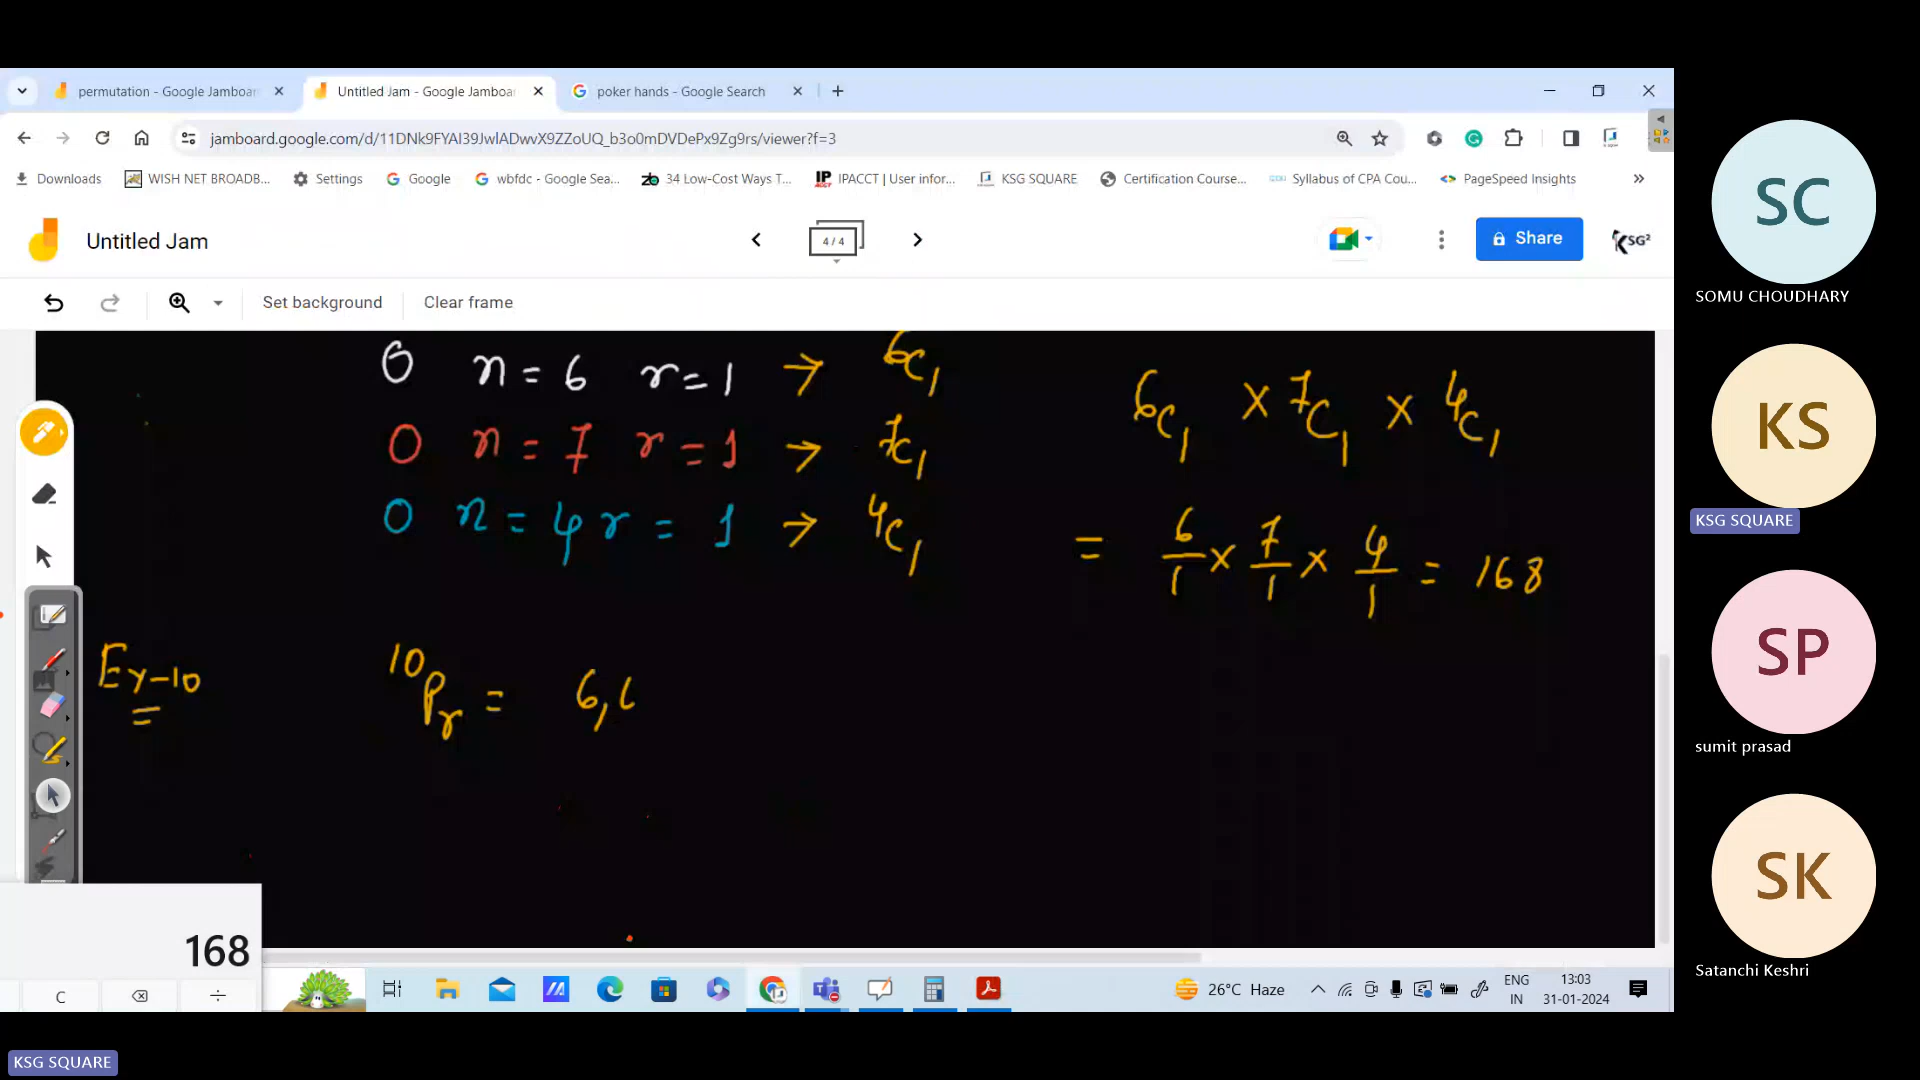 permutation - Google Jamboar
Untitled Jam - Google Jamboar
poker hands - Google Search
jamboard.google.com/d/11DNk9FYAI39JwlADwvX9ZZoUQ_b3o0mDVDePx9Zg9rs/viewer?f=3
Downloads
WISH NET BROADB...
Settings
Google
wbfdc - Google Sea...
34 Low-Cost Ways T...
IPACCT | User infor...
KSG SQUARE
Certification Course...
Syllabus of CPA Cou...
PageSpeed Insights
Untitled Jam
4 / 4
Share
KSG²
Set background
Clear frame
O n = 6 r = 1 → 6C1
O n = 7 r = 1 → 7C1
O n = 4 r = 1 → 4C1
6C1 × 7C1 × 4C1
= 6/1 × 7/1 × 4/1 = 168
Ex-10
10Pr = 6,
168
C
÷
26°C Haze
ENG
IN
13:03
31-01-2024
SC
SOMU CHOUDHARY
KS
KSG SQUARE
SP
sumit prasad
SK
Satanchi Keshri
KSG SQUARE